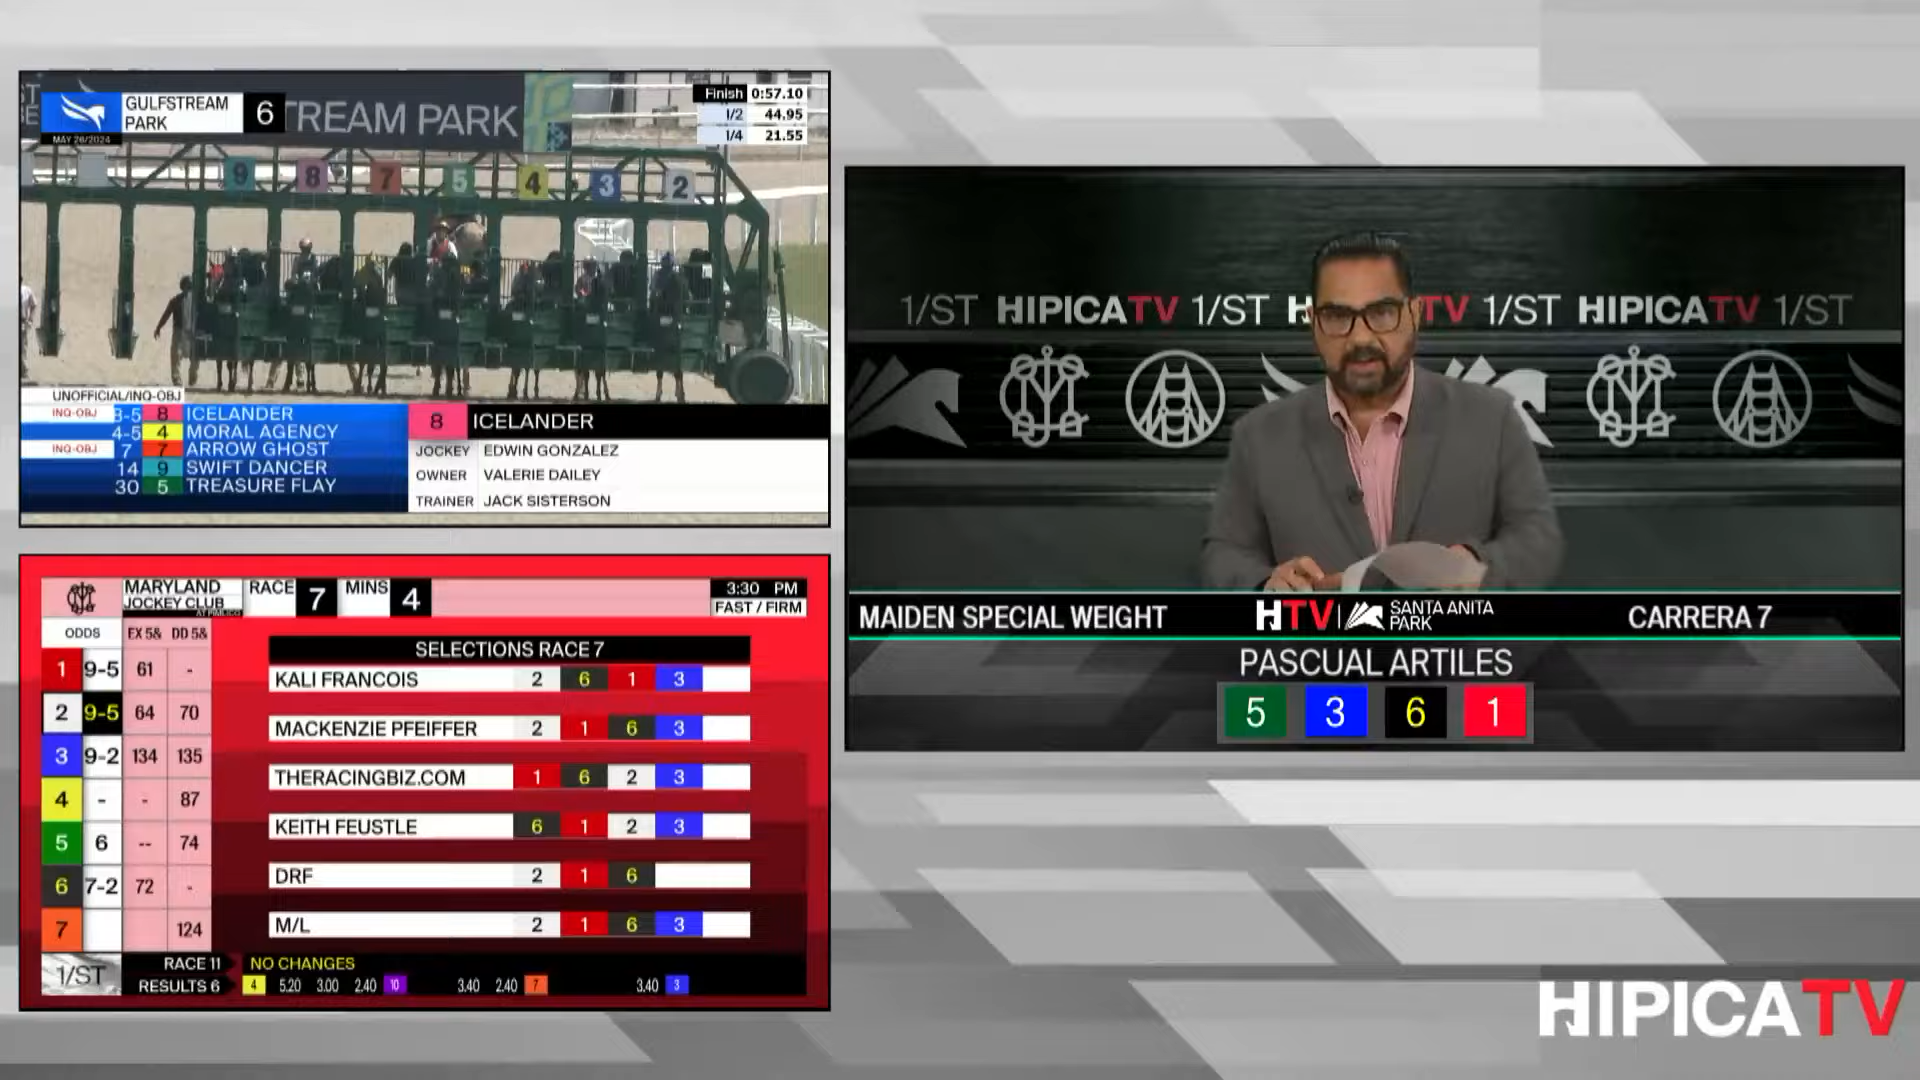 GULFSTREAM PARK
6
MAY 26/2024
TREAM PARK
Finish 0:57.10
1/2 44.95
1/4 21.55
9 8 7 5 4 3 2
UNOFFICIAL/INQ-OBJ
INQ-OBJ 8-5 8 ICELANDER
4-5 4 MORAL AGENCY
INQ-OBJ 7 7 ARROW GHOST
14 9 SWIFT DANCER
30 5 TREASURE FLAY
8 ICELANDER
JOCKEY EDWIN GONZALEZ
OWNER VALERIE DAILEY
TRAINER JACK SISTERSON
MARYLAND JOCKEY CLUB
AT PIMLICO
RACE 7 MINS 4
3:30 PM
FAST / FIRM
ODDS EX 5& DD 5&
1 9-5 61 -
2 9-5 64 70
3 9-2 134 135
4 - - 87
5 6 -- 74
6 7-2 72 -
7 124
SELECTIONS RACE 7
KALI FRANCOIS 2 6 1 3
MACKENZIE PFEIFFER 2 1 6 3
THERACINGBIZ.COM 1 6 2 3
KEITH FEUSTLE 6 1 2 3
DRF 2 1 6
M/L 2 1 6 3
1/ST
RACE 11 NO CHANGES
RESULTS 6 4 5.20 3.00 2.40 10 3.40 2.40 7 3.40 3
1/ST HIPICATV 1/ST H TV 1/ST HIPICATV 1/ST
MAIDEN SPECIAL WEIGHT
HTV
SANTA ANITA PARK
CARRERA 7
PASCUAL ARTILES
5 3 6 1
HIPICATV